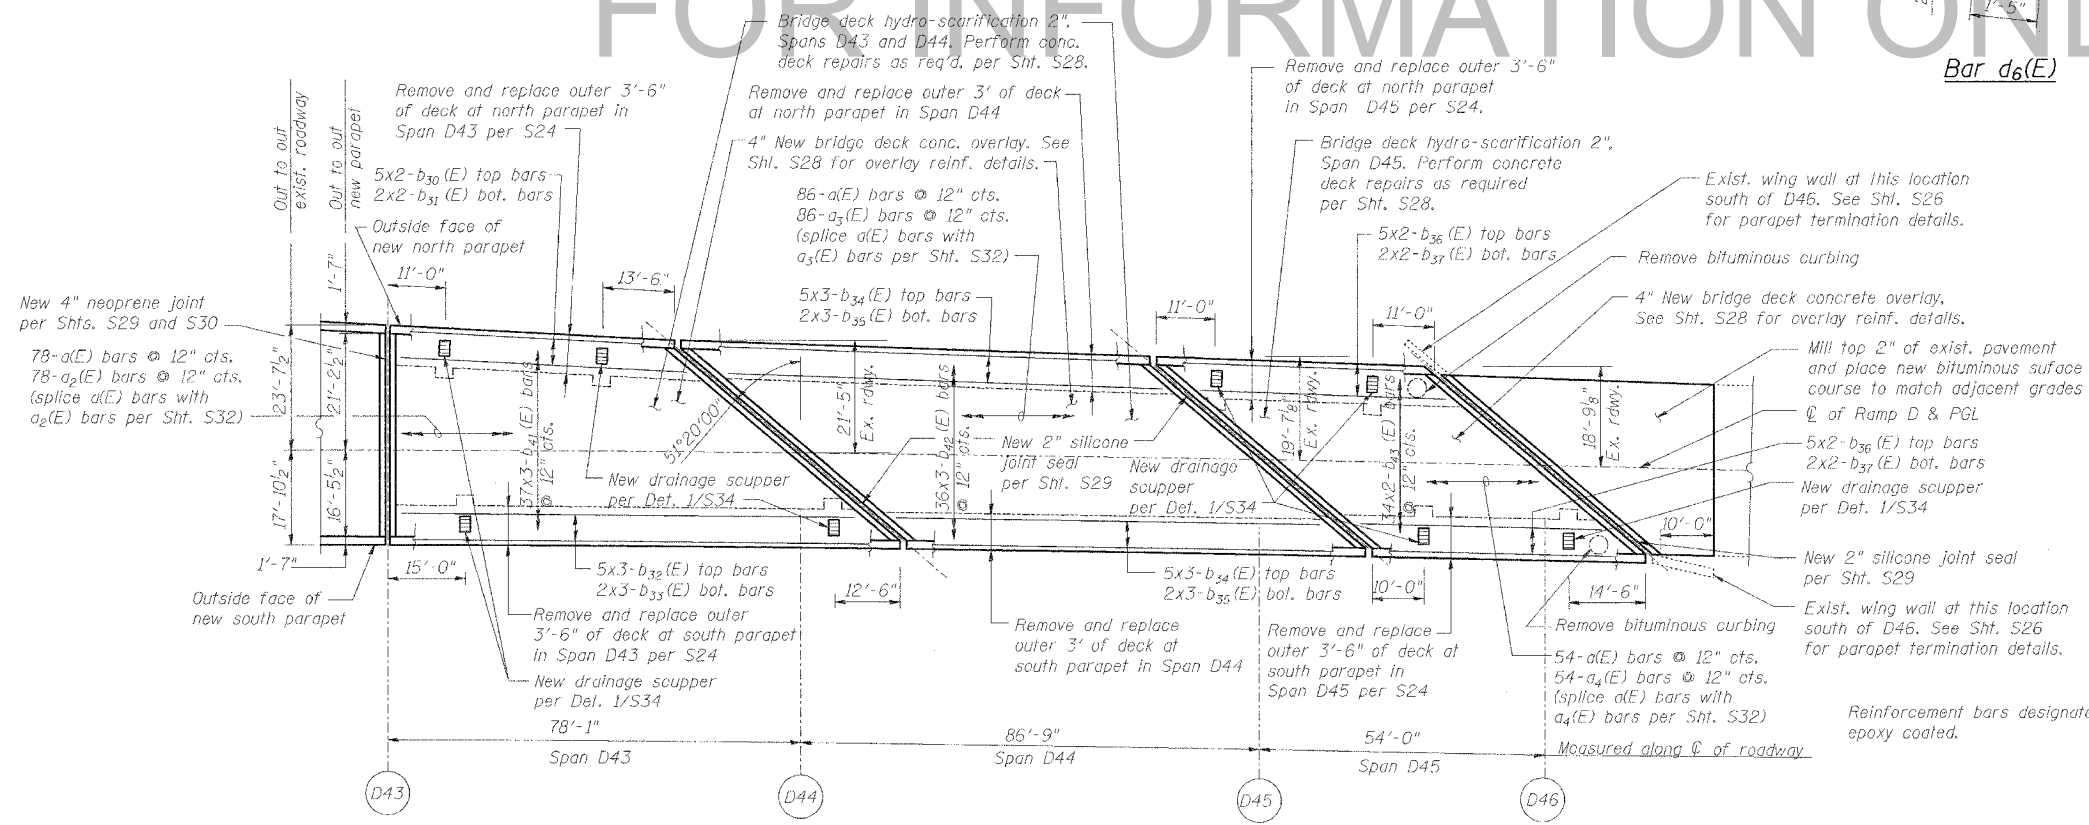 FOR INFORMATION ONL
1'-5"
Bar d6(E)
Bridge deck hydro-scarification 2",
Spans D43 and D44. Perform conc.
deck repairs as req'd. per Sht. S28.
Remove and replace outer 3'-6"
of deck at north parapet in
Span D43 per S24
Remove and replace outer 3' of deck
at north parapet in Span D44
4" New bridge deck conc. overlay. See
Sht. S28 for overlay reinf. details.
Remove and replace outer 3'-6"
of deck at north parapet
in Span D45 per S24.
Bridge deck hydro-scarification 2",
Span D45. Perform concrete
deck repairs as required
per Sht. S28.
Exist. wing wall at this location
south of D46. See Sht. S26
for parapet termination details.
Out to out
exist. roadway
Out to out
new parapet
5x2-b30(E) top bars
2x2-b31(E) bot. bars
86-a(E) bars @ 12" cts.
86-a3(E) bars @ 12" cts.
(splice a(E) bars with
a3(E) bars per Sht. S32)
5x2-b36(E) top bars
2x2-b37(E) bot. bars
Outside face of
new north parapet
Remove bituminous curbing
1'-7"
11'-0"
13'-6"
5x3-b34(E) top bars
2x3-b35(E) bot. bars
11'-0"
11'-0"
4" New bridge deck concrete overlay,
See Sht. S28 for overlay reinf. details.
New 4" neoprene joint
per Shts. S29 and S30
78-a(E) bars @ 12" cts.
78-a2(E) bars @ 12" cts.
(splice a(E) bars with
a2(E) bars per Sht. S32)
Mill top 2" of exist. pavement
and place new bituminous suface
course to match adjacent grades
℄ of Ramp D & PGL
23'-7½"
21'-2½"
17'-10½"
16'-5½"
37x3-b41(E) bars
@ 12" cts.
51°20'00"
21'-5"
Ex. rdwy.
36x3-b42(E) bars
@ 12" cts.
19'-7⅛"
Ex. rdwy.
34x2-b43(E) bars
@ 12" cts.
18'-9⅛"
Ex. rdwy.
New drainage scupper
per Det. 1/S34
New 2" silicone
joint seal
per Sht. S29
New drainage
scupper
per Det. 1/S34
5x2-b36(E) top bars
2x2-b37(E) bot. bars
New drainage scupper
per Det. 1/S34
10'-0"
1'-7"
15'-0"
Outside face of
new south parapet
5x3-b32(E) top bars
2x3-b33(E) bot. bars
12'-6"
5x3-b34(E) top bars
2x3-b35(E) bot. bars
10'-0"
14'-6"
New 2" silicone joint seal
per Sht. S29
Exist. wing wall at this location
south of D46. See Sht. S26
for parapet termination details.
Remove and replace outer
3'-6" of deck at south parapet
in Span D43 per S24
New drainage scupper
per Det. 1/S34
Remove and replace
outer 3' of deck at
south parapet in Span D44
Remove and replace
outer 3'-6" of deck at
south parapet in
Span D45 per S24
Remove bituminous curbing
54-a(E) bars @ 12" cts.
54-a4(E) bars @ 12" cts.
(splice a(E) bars with
a4(E) bars per Sht. S32)
Reinforcement bars designate
epoxy coated.
78'-1"
Span D43
86'-9"
Span D44
54'-0"
Span D45
Measured along ℄ of roadway
D43
D44
D45
D46